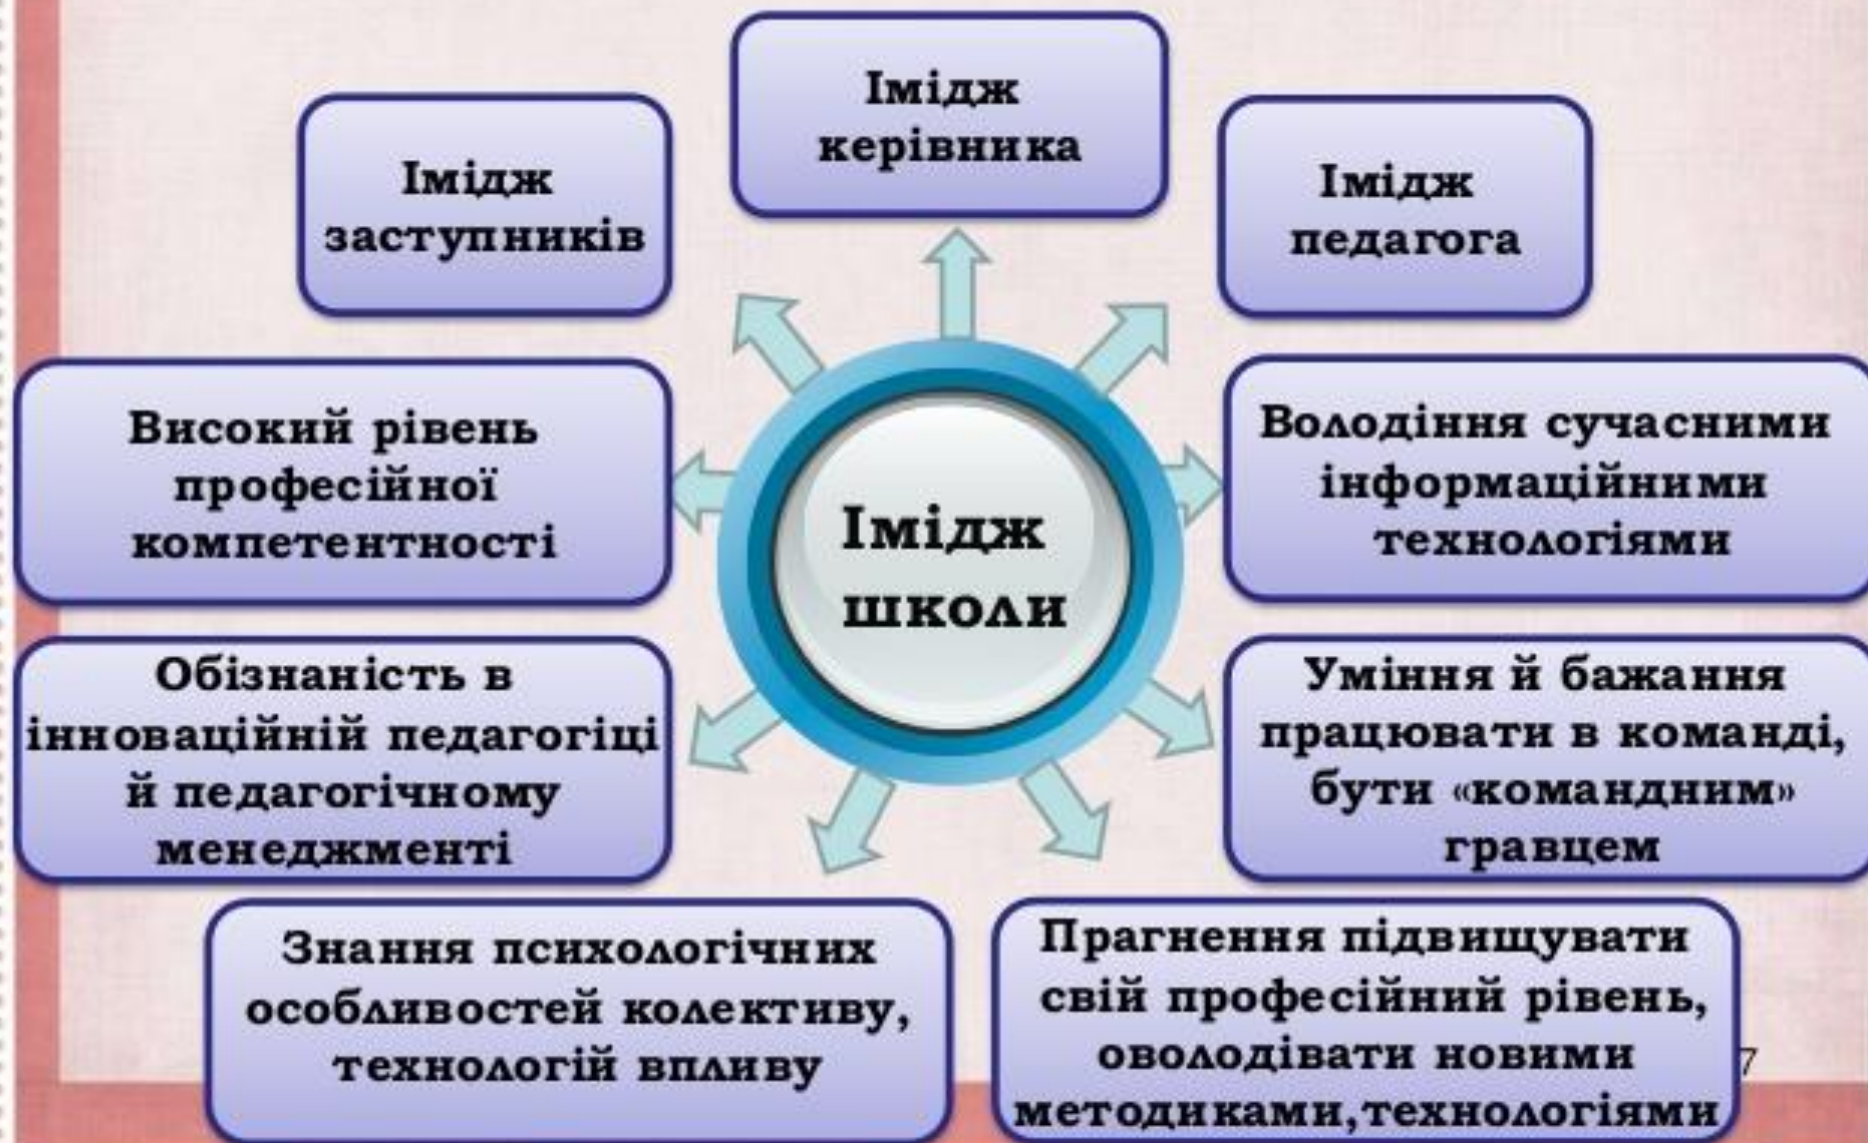 Імідж
керівника
Імідж
заступників
Імідж
педагога
Високий рівень
професійної
компетентності
Володіння сучасними
інформаційними
технологіями
Імідж
школи
Обізнаність в
інноваційній педагогіці
й педагогічному
менеджменті
Уміння й бажання
працювати в команді,
бути «командним»
гравцем
Знання психологічних
особливостей колективу,
технологій впливу
Прагнення підвищувати
свій професійний рівень,
оволодівати новими
методиками,технологіями
7